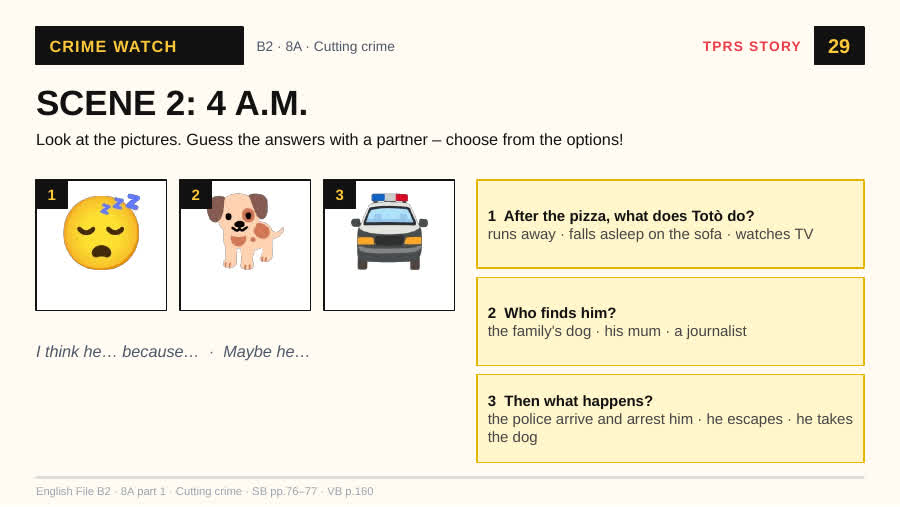 CRIME WATCH
B2 · 8A · Cutting crime
TPRS STORY
29
SCENE 2: 4 A.M.
Look at the pictures. Guess the answers with a partner – choose from the options!
1
2
3
I think he… because…  ·  Maybe he…
1  After the pizza, what does Totò do?
runs away · falls asleep on the sofa · watches TV
2  Who finds him?
the family's dog · his mum · a journalist
3  Then what happens?
the police arrive and arrest him · he escapes · he takes
the dog
English File B2 · 8A part 1 · Cutting crime · SB pp.76–77 · VB p.160